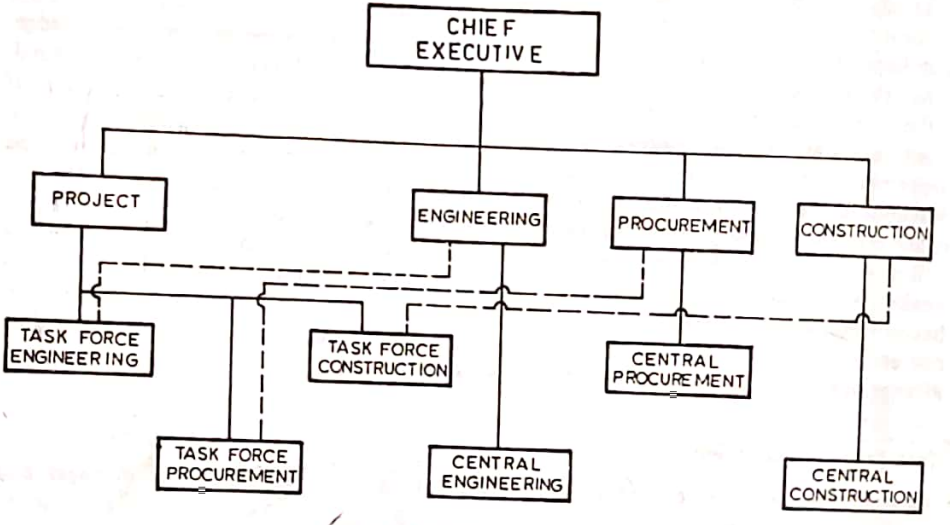 CHIEF
EXECUTIVE
PROJECT
ENGINEERING
PROCUREMENT
CONSTRUCTION
TASK FORCE
ENGINEERING
TASK FORCE
CONSTRUCTION
CENTRAL
PROCUREMENT
TASK FORCE
PROCUREMENT
CENTRAL
ENGINEERING
CENTRAL
CONSTRUCTION